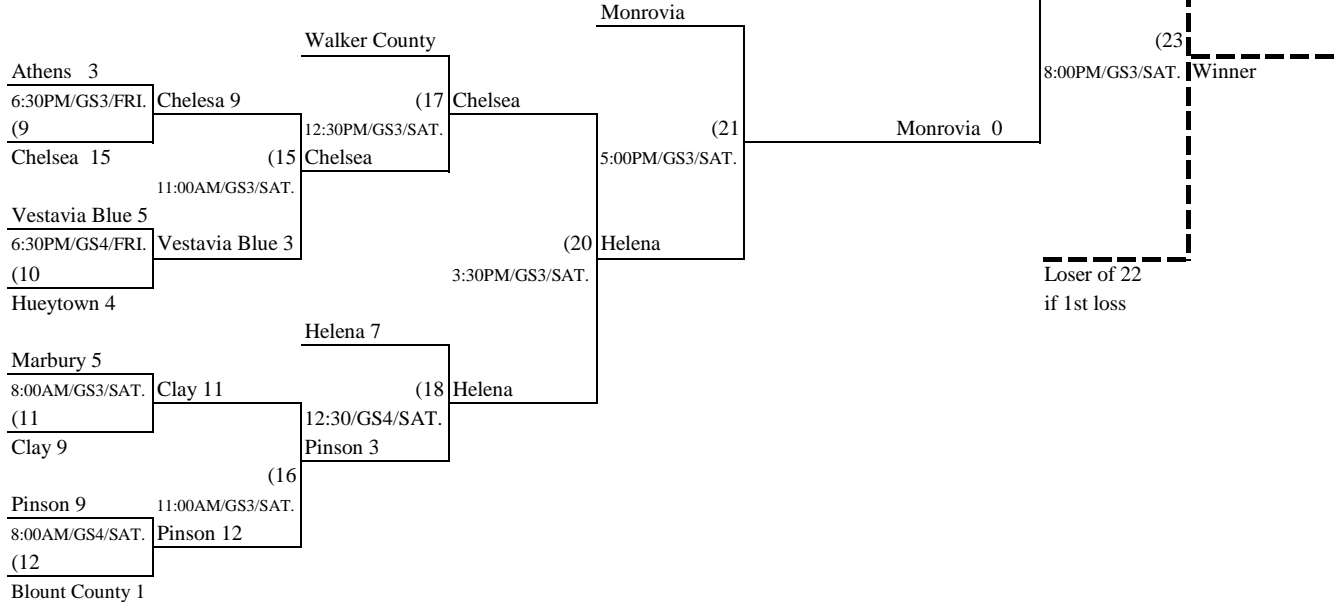 Monrovia
Walker County
(23
Athens 3
8:00PM/GS3/SAT.
Winner
6:30PM/GS3/FRI.
Chelesa 9
(17
Chelsea
(9
12:30PM/GS3/SAT.
(21
Monrovia 0
Chelsea 15
(15
Chelsea
5:00PM/GS3/SAT.
11:00AM/GS3/SAT.
Vestavia Blue 5
6:30PM/GS4/FRI.
Vestavia Blue 3
(20
Helena
(10
3:30PM/GS3/SAT.
Loser of 22
Hueytown 4
if 1st loss
Helena 7
Marbury 5
8:00AM/GS3/SAT.
Clay 11
(18
Helena
(11
12:30/GS4/SAT.
Clay 9
Pinson 3
(16
Pinson 9
11:00AM/GS3/SAT.
8:00AM/GS4/SAT.
Pinson 12
(12
Blount County 1